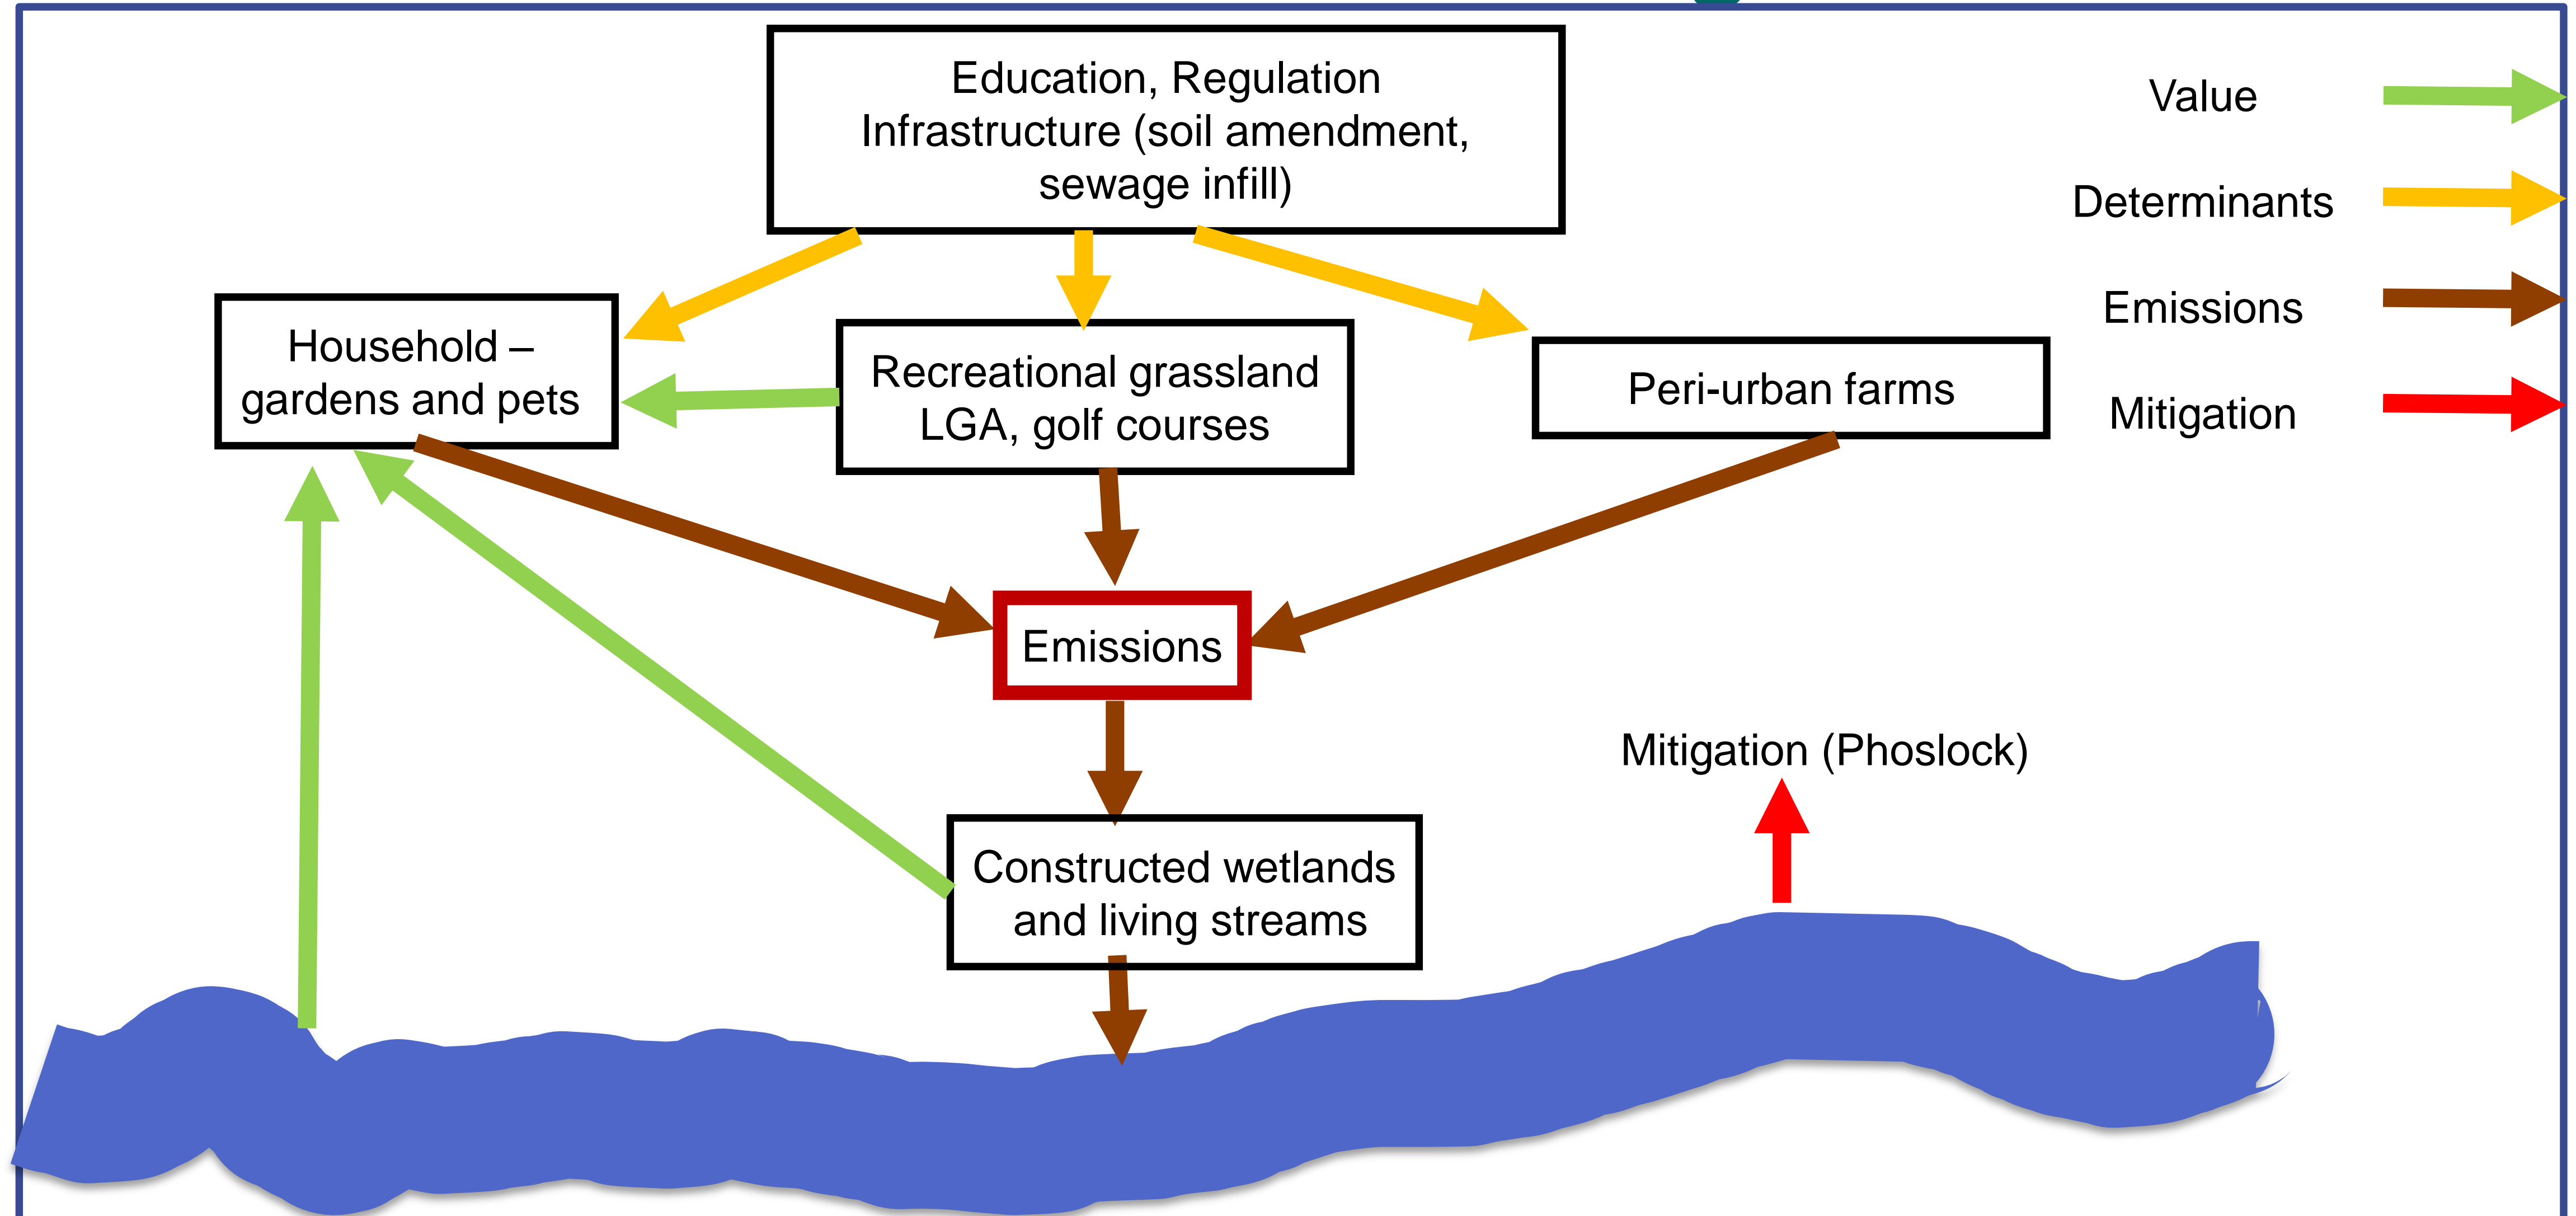 Education, Regulation
Infrastructure (soil amendment,
sewage infill)
Value
Determinants
Emissions
Mitigation
Household –
gardens and pets
Recreational grassland
LGA, golf courses
Peri-urban farms
Emissions
Mitigation (Phoslock)
Constructed wetlands
and living streams